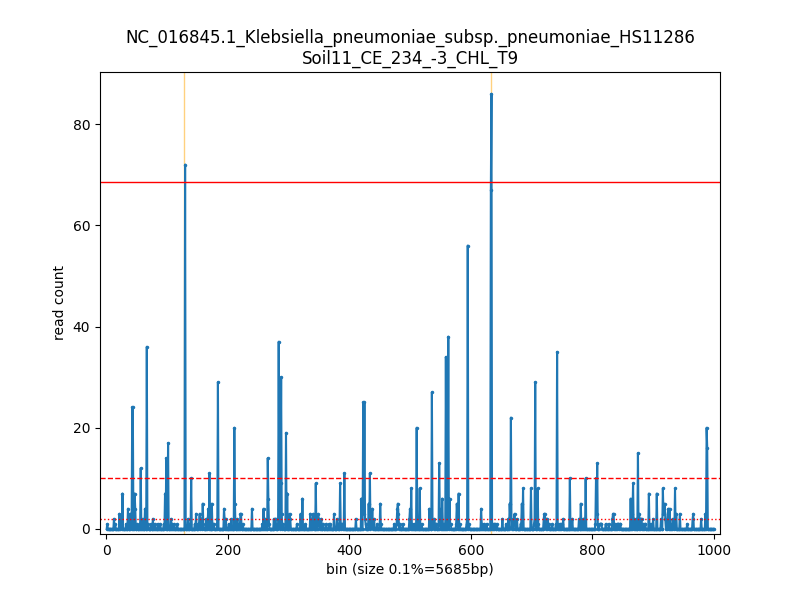 NC_016845.1_Klebsiella_pneumoniae_subsp._pneumoniae_HS11286
Soil11_CE_234_-3_CHL_T9
80
60
40
20
0
read count
0 200 400 600 800 1000
bin (size 0.1%=5685bp)